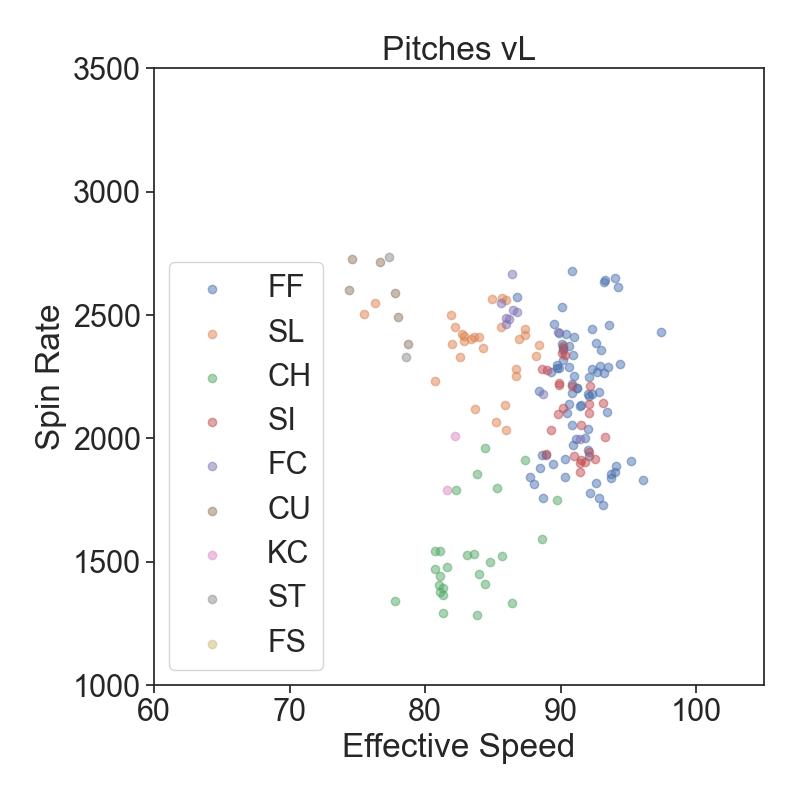 Pitches vL
3500
3000
2500
2000
1500
1000
Spin Rate
FF
SL
CH
SI
FC
CU
KC
ST
FS
60 70 80 90 100
Effective Speed